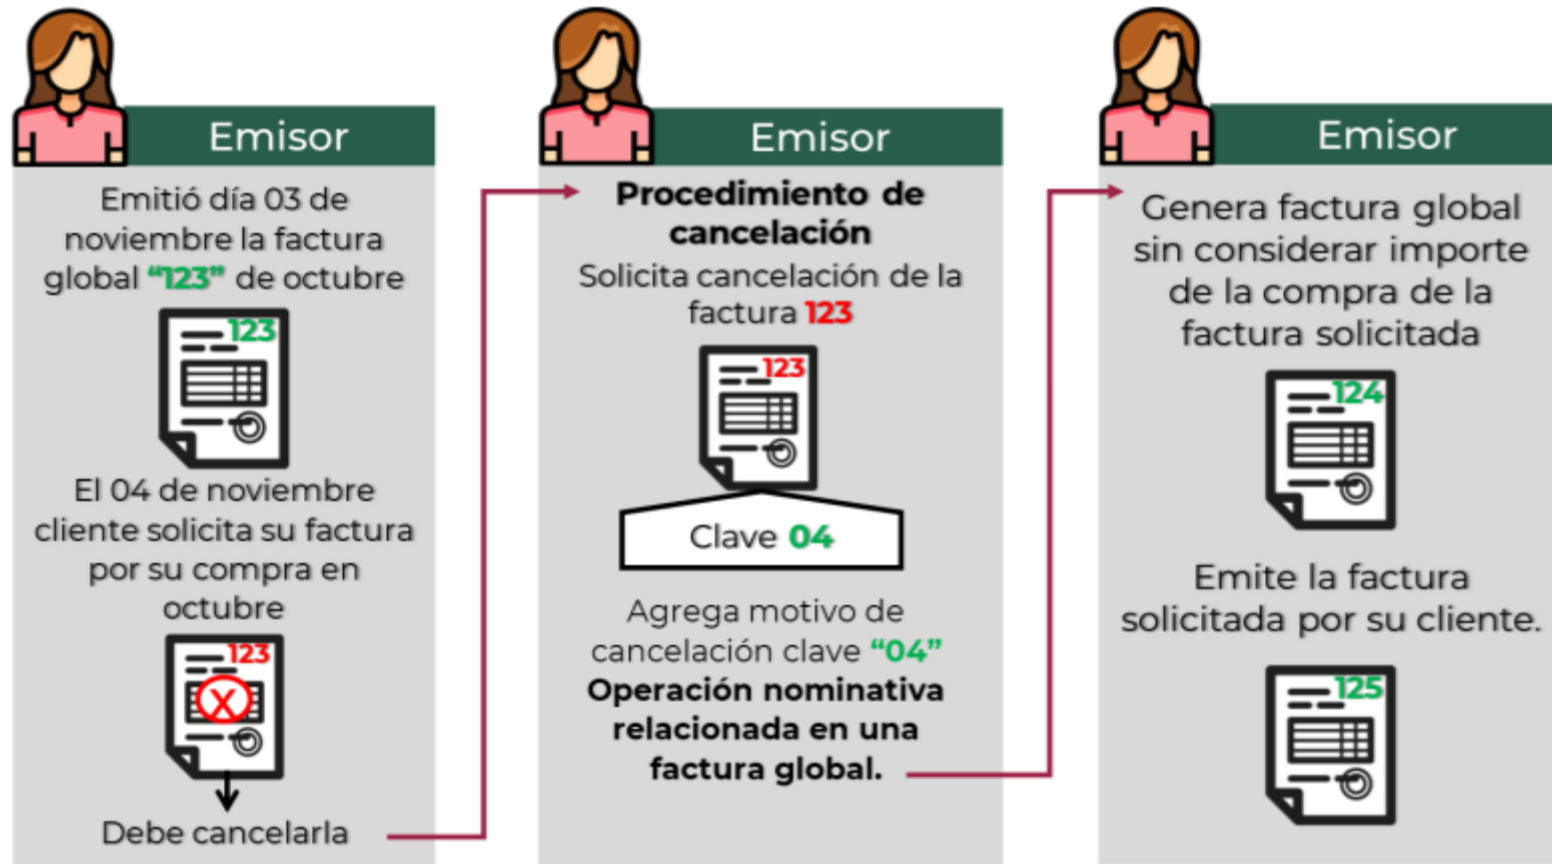 Emisor
Emitió día 03 de
noviembre la factura
global “123” de octubre
123
El 04 de noviembre
cliente solicita su factura
por su compra en
octubre
123
X
Debe cancelarla
Emisor
Procedimiento de
cancelación
Solicita cancelación de la
factura 123
123
Clave 04
Agrega motivo de
cancelación clave “04”
Operación nominativa
relacionada en una
factura global.
Emisor
Genera factura global
sin considerar importe
de la compra de la
factura solicitada
124
Emite la factura
solicitada por su cliente.
125